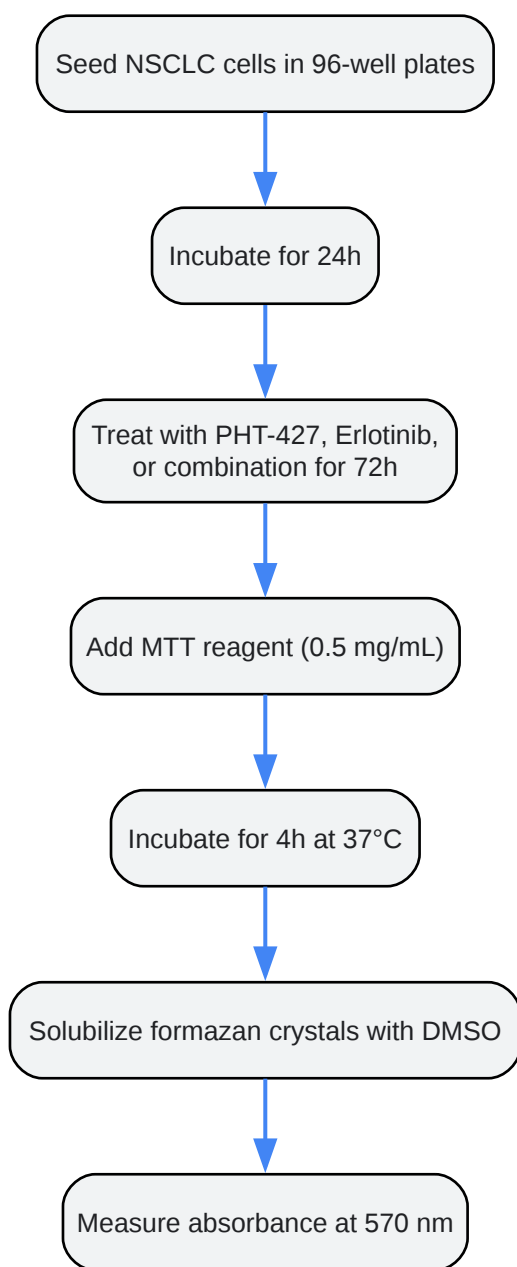 Seed NSCLC cells in 96-well plates
Incubate for 24h
Treat with PHT-427, Erlotinib,
or combination for 72h
Add MTT reagent (0.5 mg/mL)
Incubate for 4h at 37°C
Solubilize formazan crystals with DMSO
Measure absorbance at 570 nm